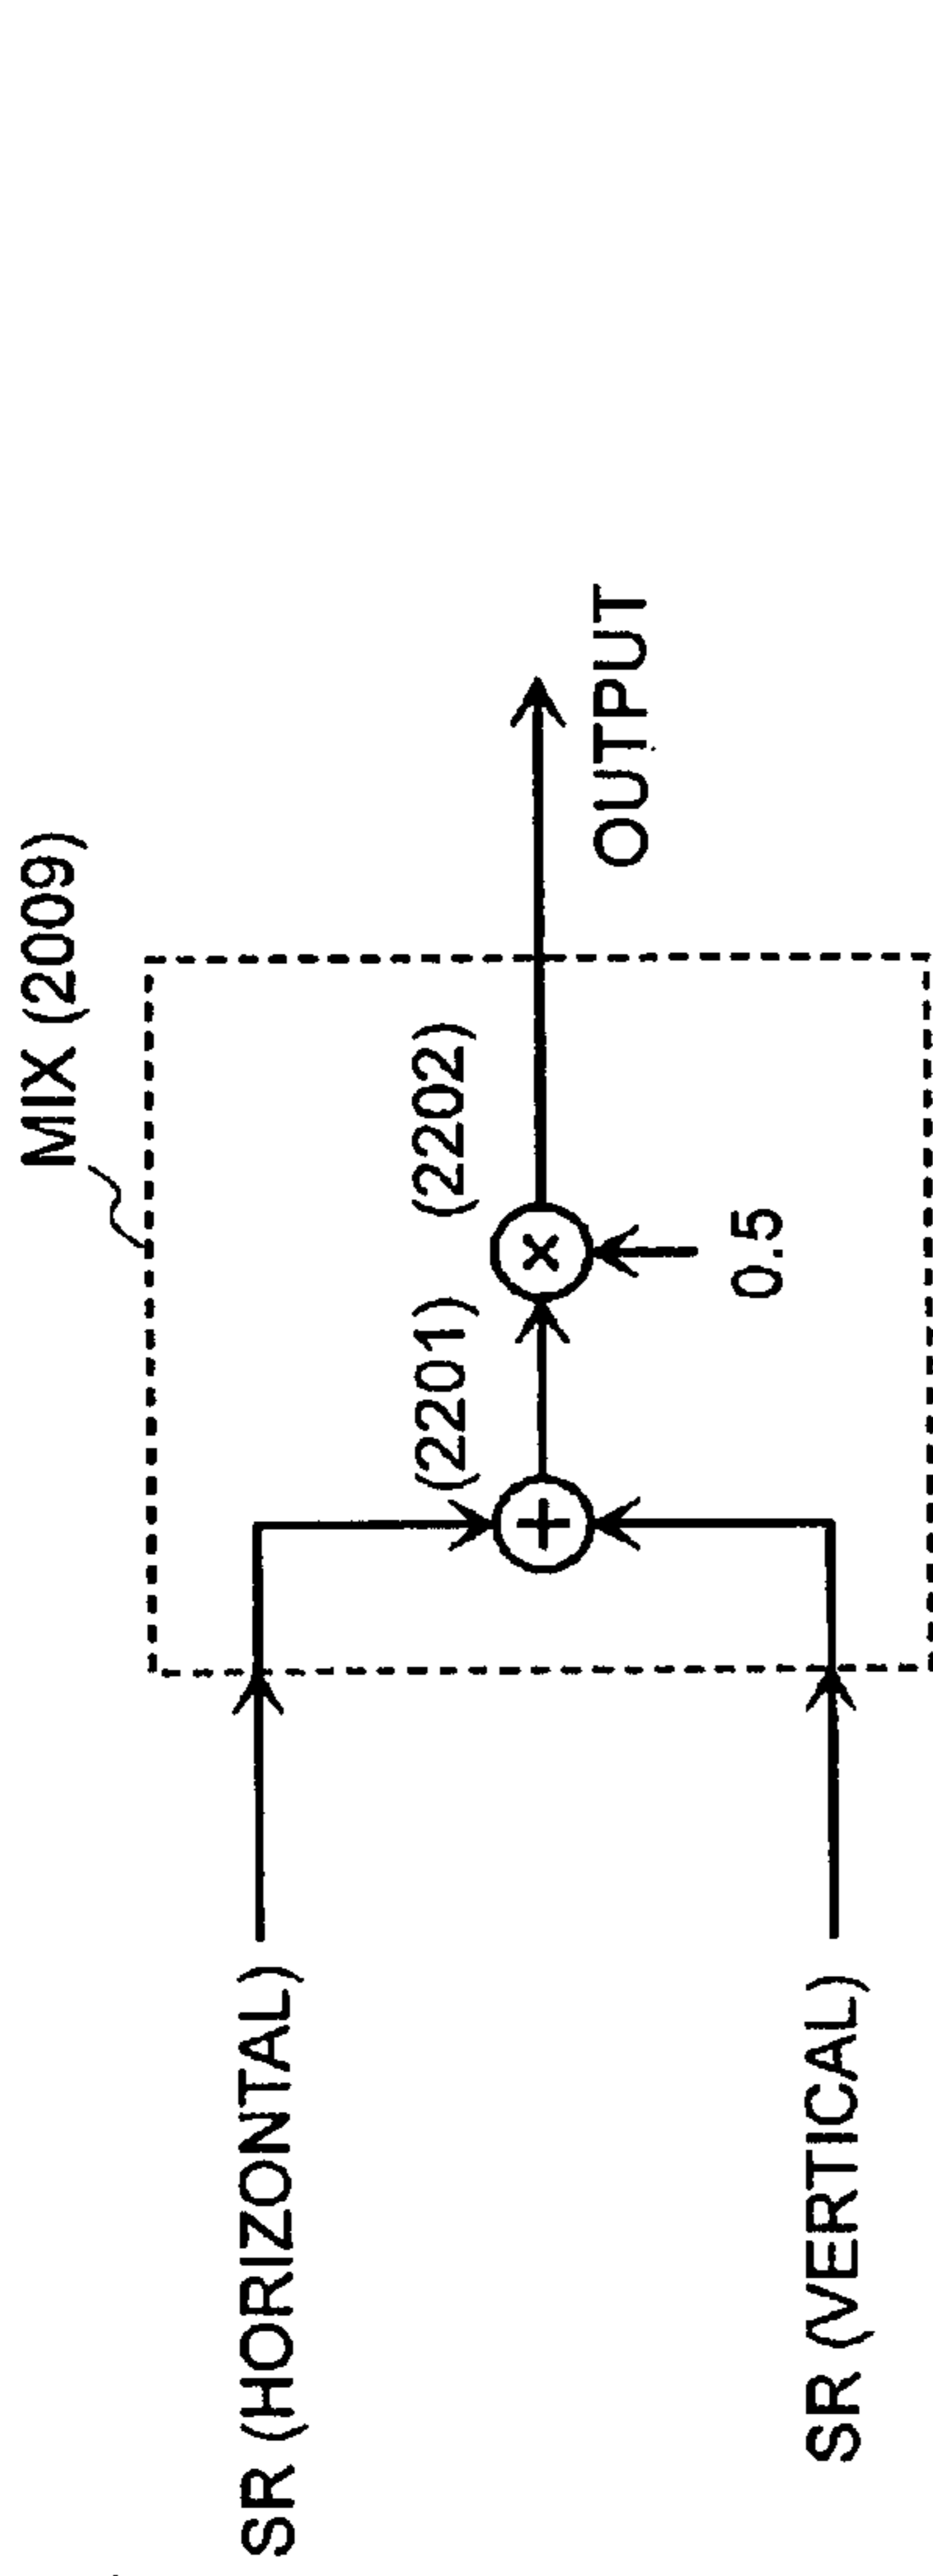 MIX (2009)
SR (HORIZONTAL)
(2201)
(2202)
+
×
OUTPUT
0.5
SR (VERTICAL)